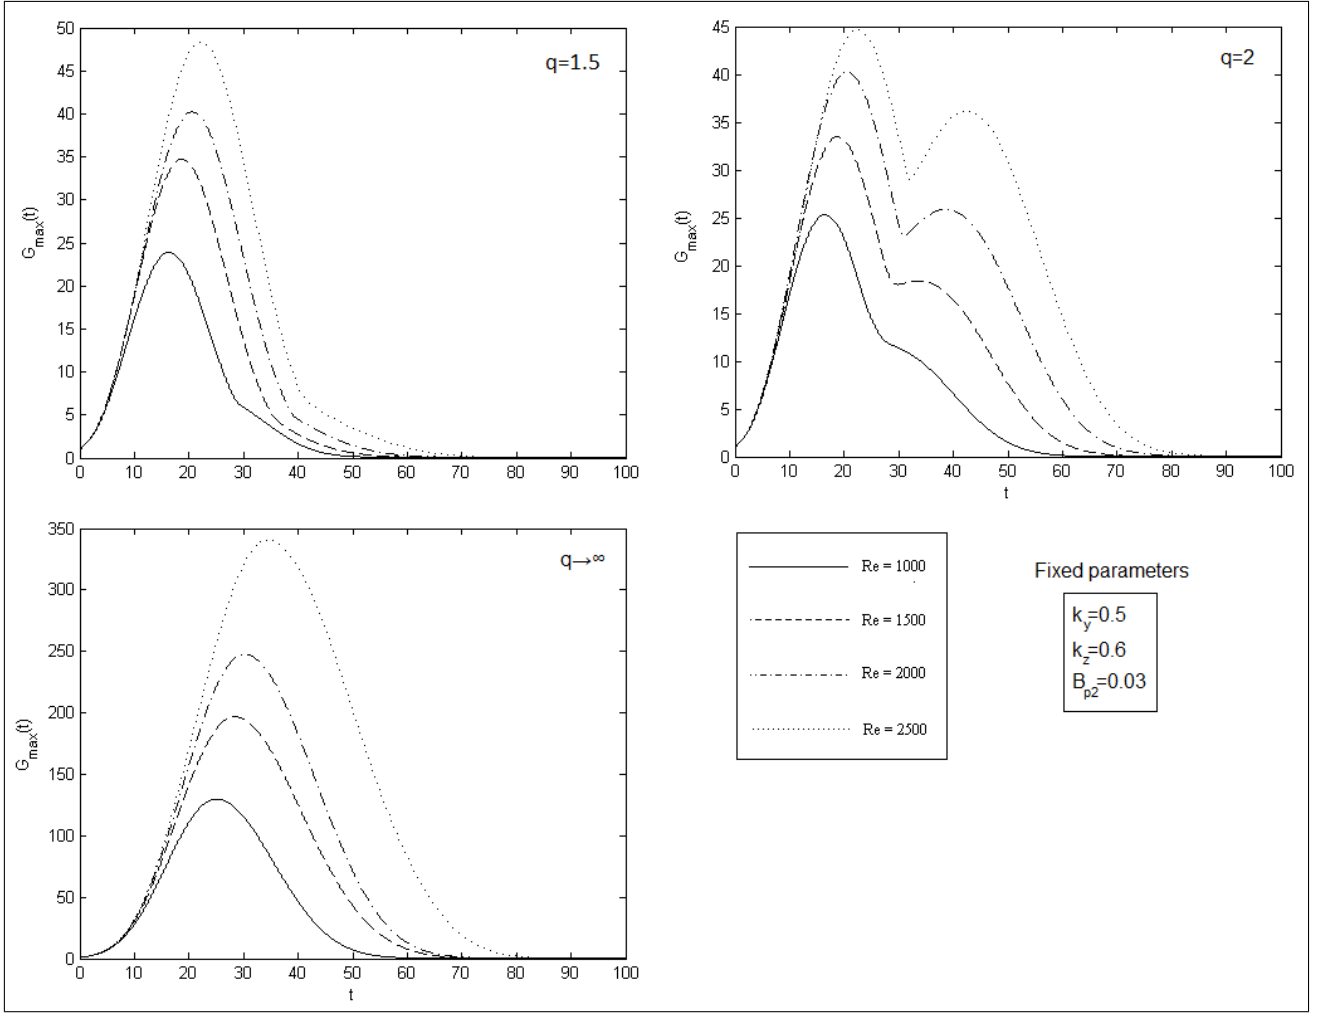 50
45
40
35
30
25
20
15
10
5
0
G_max(t)
q=1.5
0 10 20 30 40 50 60 70 80 90 100
45
40
35
30
25
20
15
10
5
0
G_max(t)
q=2
0 10 20 30 40 50 60 70 80 90 100
t
350
300
250
200
150
100
50
0
G_max(t)
q→∞
0 10 20 30 40 50 60 70 80 90 100
t
Re = 1000
Re = 1500
Re = 2000
Re = 2500
Fixed parameters
k_y=0.5
k_z=0.6
B_p2=0.03